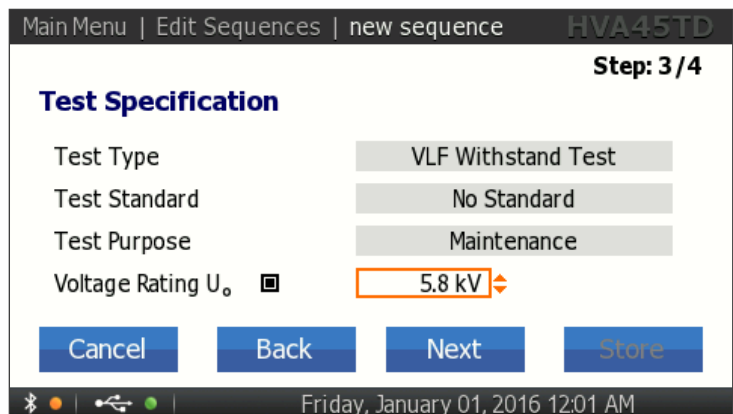 Main Menu | Edit Sequences | new sequence HVA45TD
Step: 3/4
Test Specification
Test Type VLF Withstand Test
Test Standard No Standard
Test Purpose Maintenance
Voltage Rating U₀ 5.8 kV
Cancel Back Next Store
Friday, January 01, 2016 12:01 AM